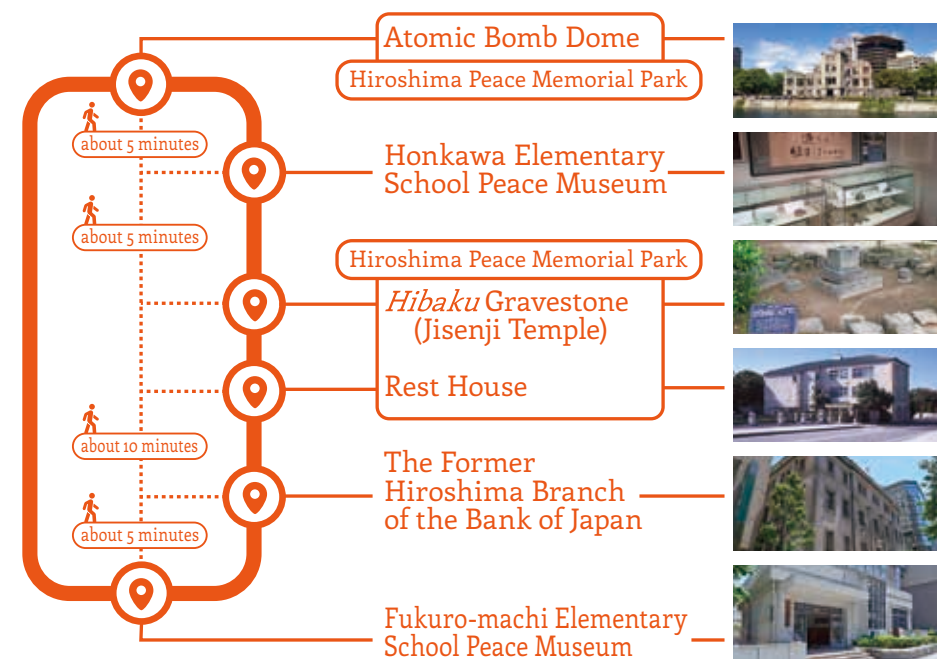 Atomic Bomb Dome
Hiroshima Peace Memorial Park
about 5 minutes
Honkawa Elementary
School Peace Museum
about 5 minutes
Hiroshima Peace Memorial Park
Hibaku Gravestone
(Jisenji Temple)
Rest House
about 10 minutes
The Former
Hiroshima Branch
of the Bank of Japan
about 5 minutes
Fukuro-machi Elementary
School Peace Museum